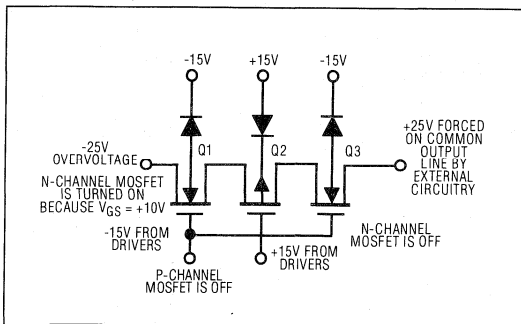 -15V
+15V
-15V
Q1
Q2
Q3
-25V
OVERVOLTAGE
N-CHANNEL MOSFET
IS TURNED ON
BECAUSE VGS = +10V
+25V FORCED
ON COMMON
OUTPUT
LINE BY
EXTERNAL
CIRCUITRY
-15V FROM
DRIVERS
+15V FROM
DRIVERS
N-CHANNEL
MOSFET IS OFF
P-CHANNEL
MOSFET IS OFF